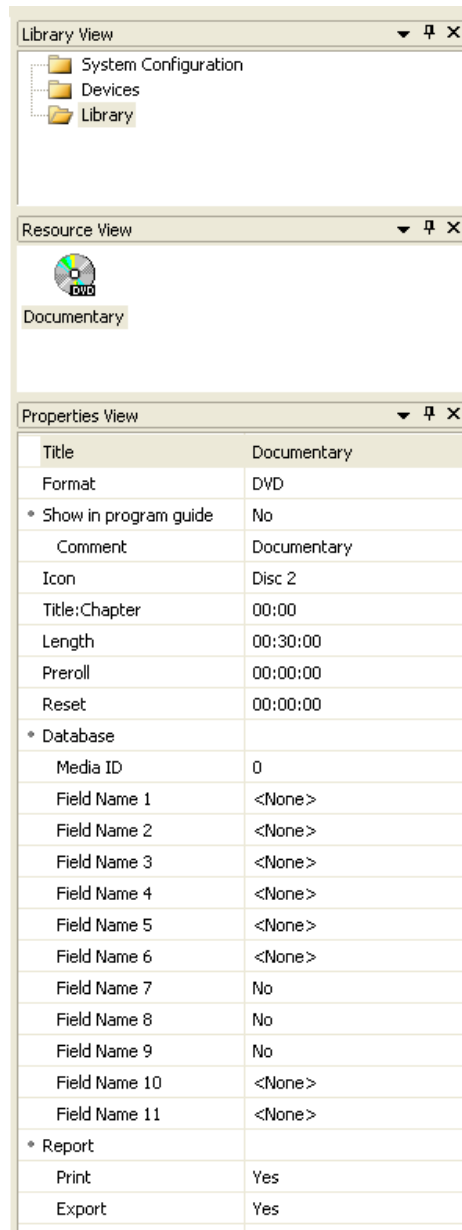 Library View
System Configuration
Devices
Library
Resource View
DVD
Documentary
Properties View
Title Documentary
Format DVD
Show in program guide No
Comment Documentary
Icon Disc 2
Title:Chapter 00:00
Length 00:30:00
Preroll 00:00:00
Reset 00:00:00
Database
Media ID 0
Field Name 1 <None>
Field Name 2 <None>
Field Name 3 <None>
Field Name 4 <None>
Field Name 5 <None>
Field Name 6 <None>
Field Name 7 No
Field Name 8 No
Field Name 9 No
Field Name 10 <None>
Field Name 11 <None>
Report
Print Yes
Export Yes